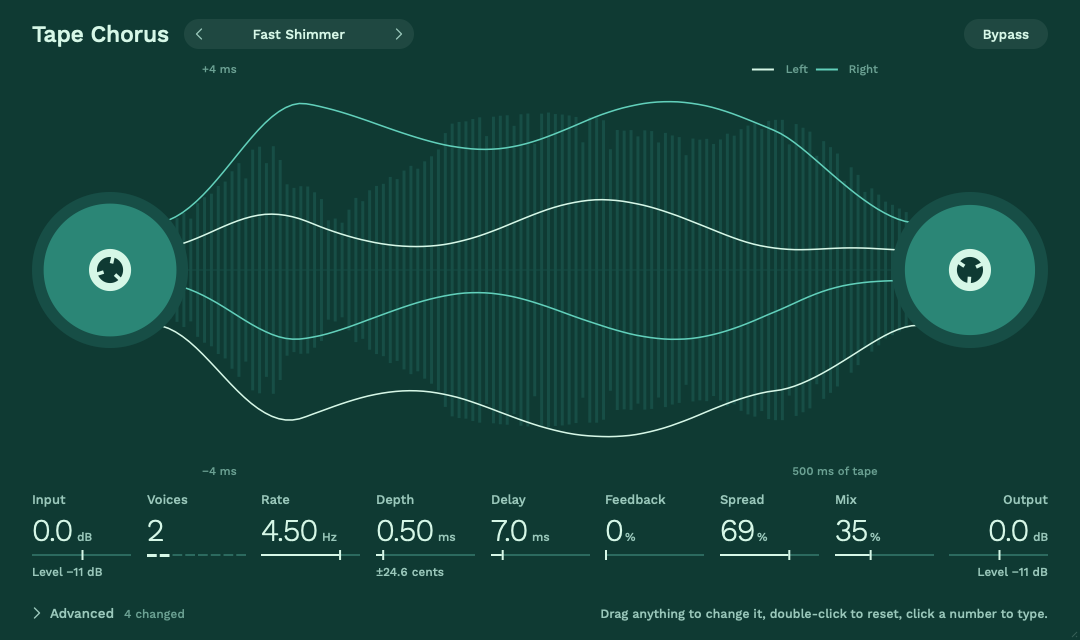 Tape Chorus
Fast Shimmer
Bypass
+4 ms
Left
Right
−4 ms
500 ms of tape
Input
Voices
Rate
Depth
Delay
Feedback
Spread
Mix
Output
0.0 dB
2
4.50 Hz
0.50 ms
7.0 ms
0%
69%
35%
0.0 dB
Level −11 dB
±24.6 cents
Level −11 dB
Advanced
4 changed
Drag anything to change it, double-click to reset, click a number to type.